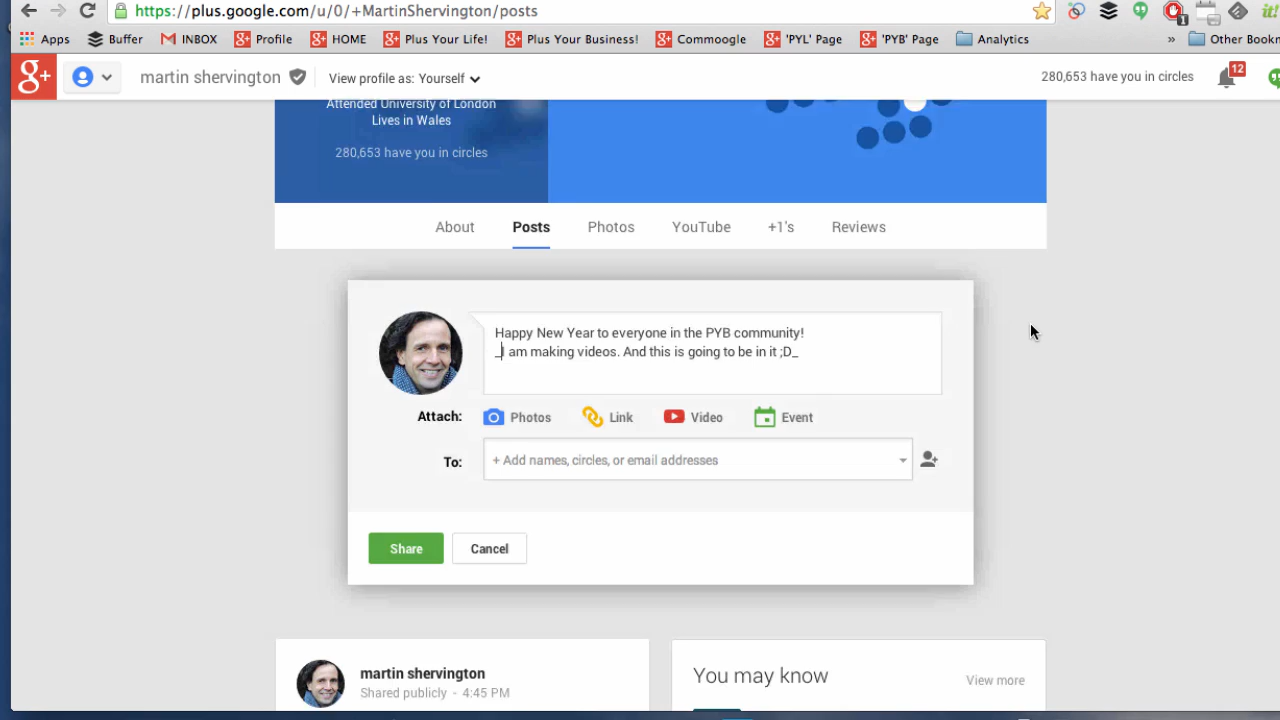 https://plus.google.com/u/0/+MartinShervington/posts
Apps Buffer INBOX Profile HOME Plus Your Life! Plus Your Business! Commoogle 'PYL' Page 'PYB' Page Analytics » Other Bookn
g+ martin shervington View profile as: Yourself 280,653 have you in circles 12
Attended University of London
Lives in Wales
280,653 have you in circles
About Posts Photos YouTube +1's Reviews
Happy New Year to everyone in the PYB community!
_I am making videos. And this is going to be in it ;D_
Attach: Photos Link Video Event
To: + Add names, circles, or email addresses
Share Cancel
martin shervington
Shared publicly - 4:45 PM
You may know View more